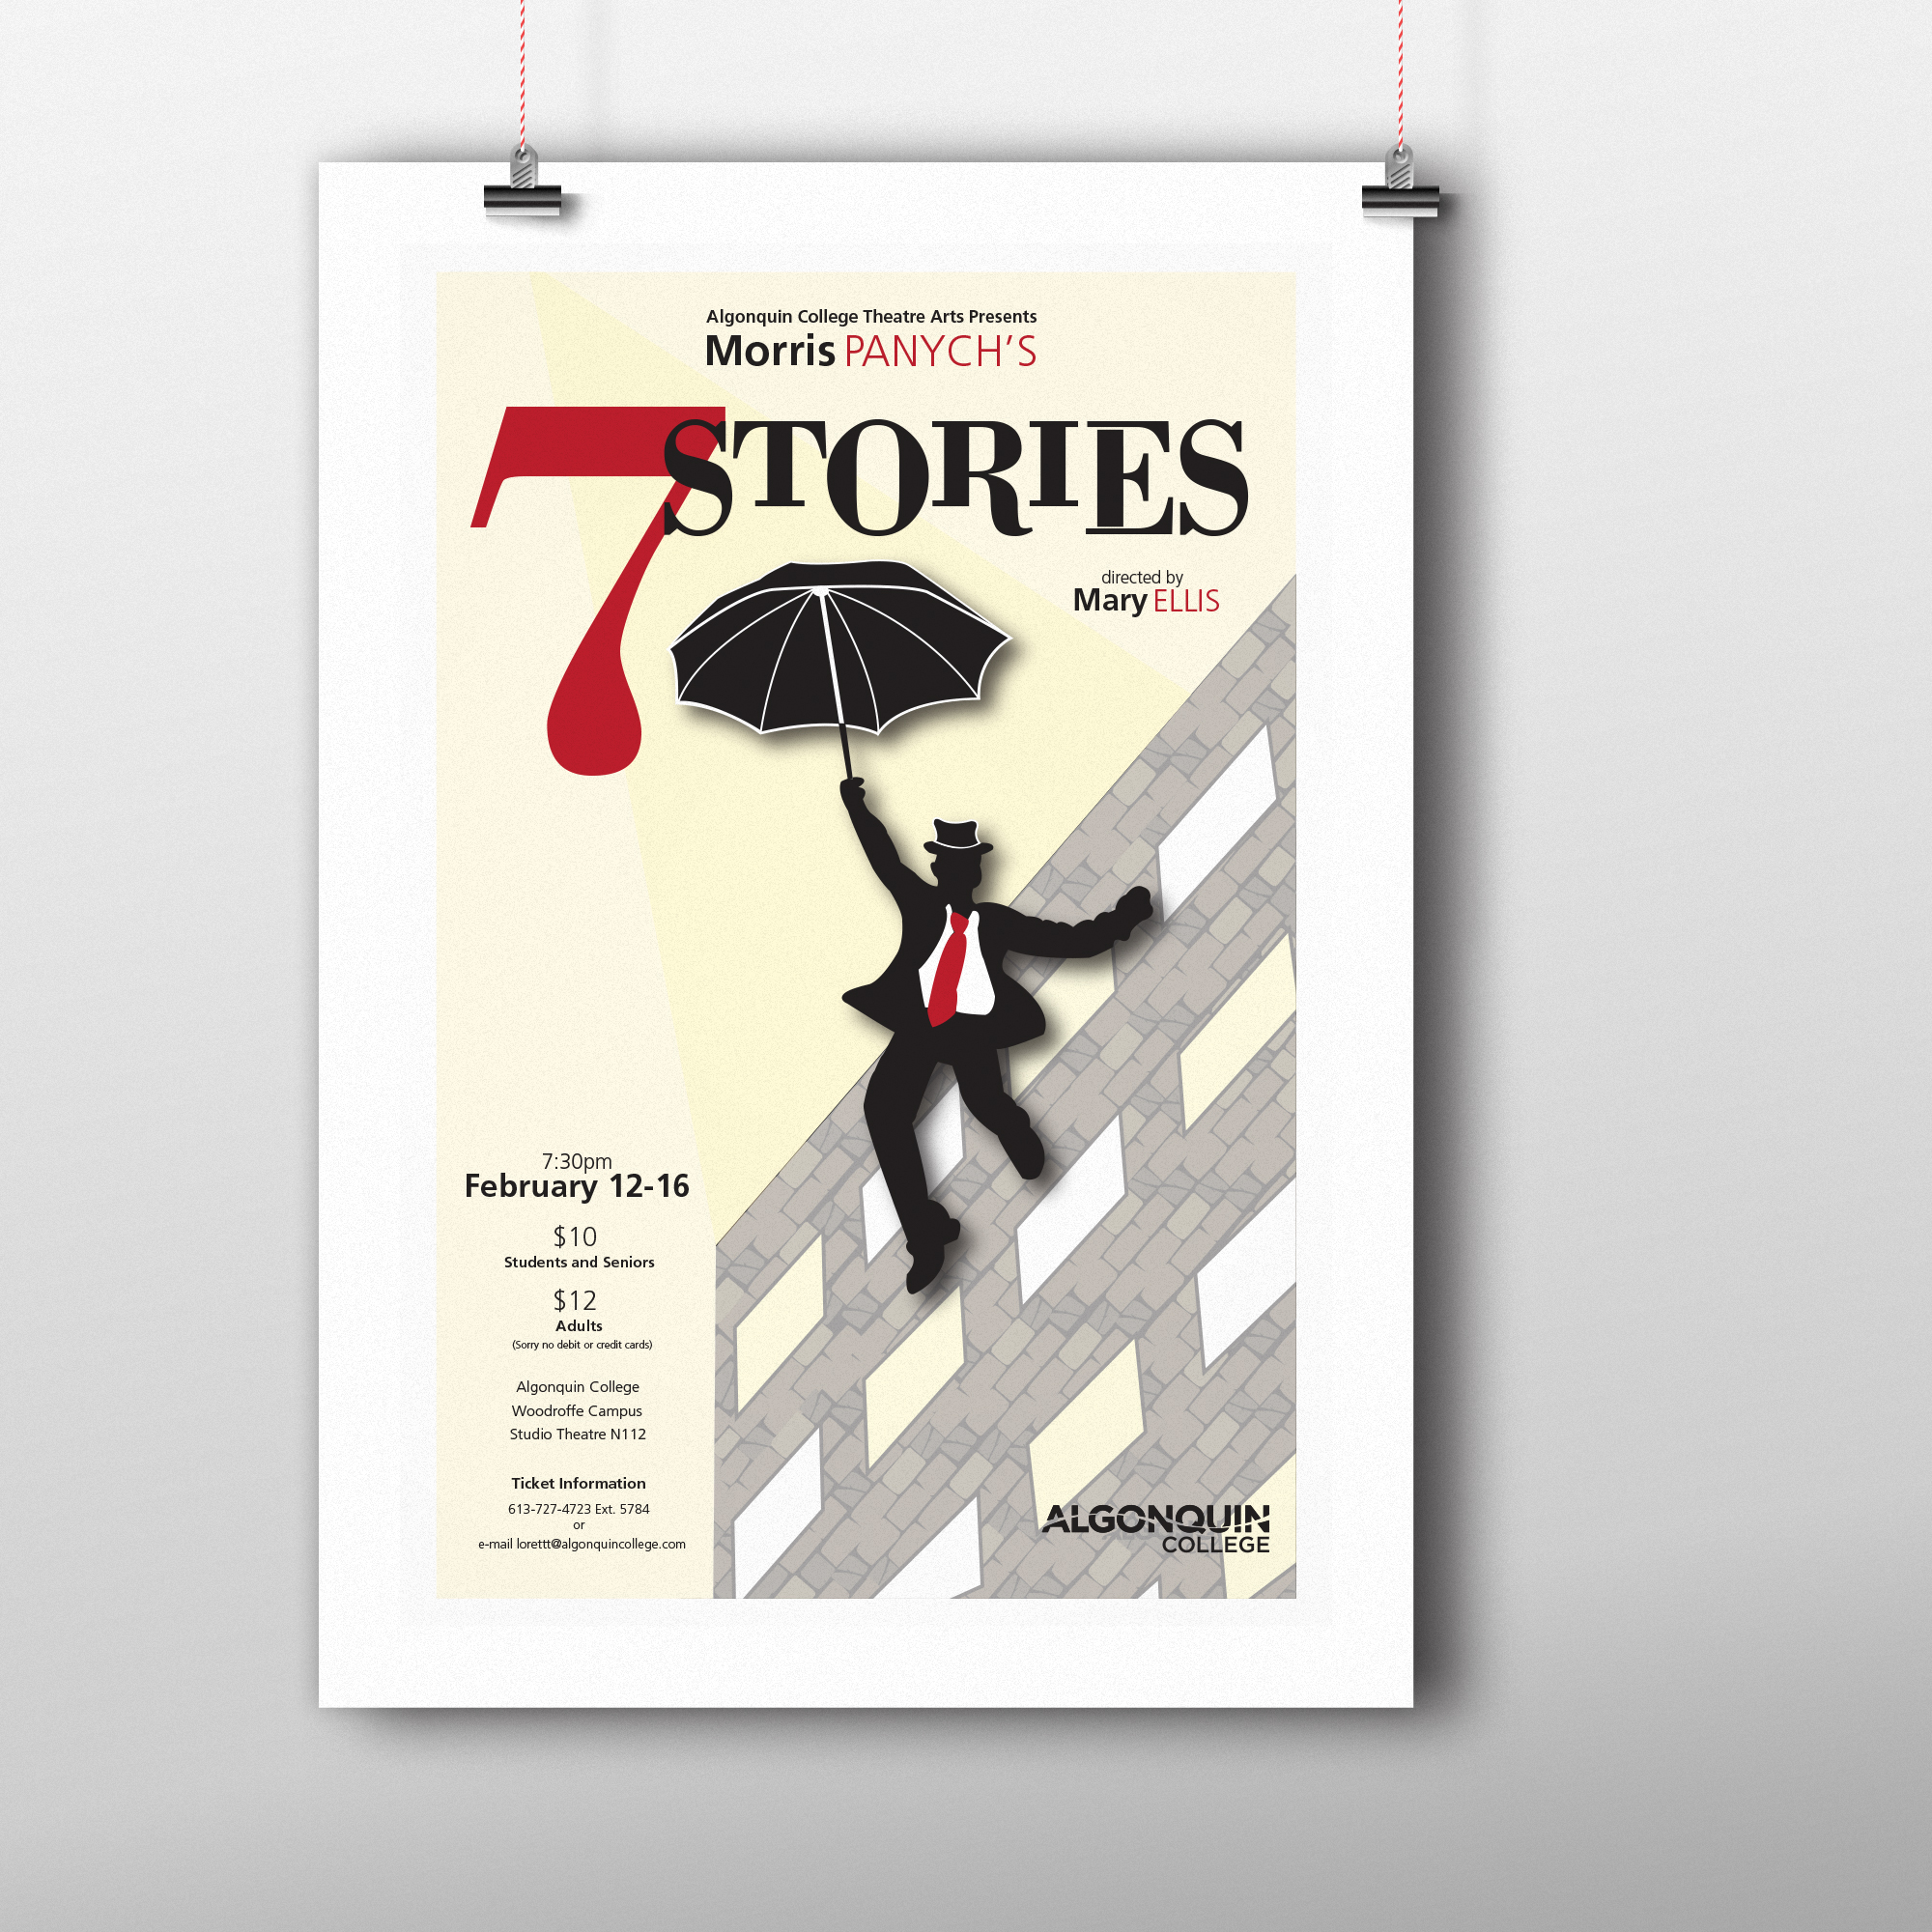 Algonquin College Theatre Arts Presents
Morris PANYCH'S
7 STORIES
directed by
Mary ELLIS
7:30pm
February 12-16
$10
Students and Seniors
$12
Adults
(Sorry no debit or credit cards)
Algonquin College
Woodroffe Campus
Studio Theatre N112
Ticket Information
613-727-4723 Ext. 5784
or
e-mail lorettt@algonquincollege.com
ALGONQUIN
COLLEGE